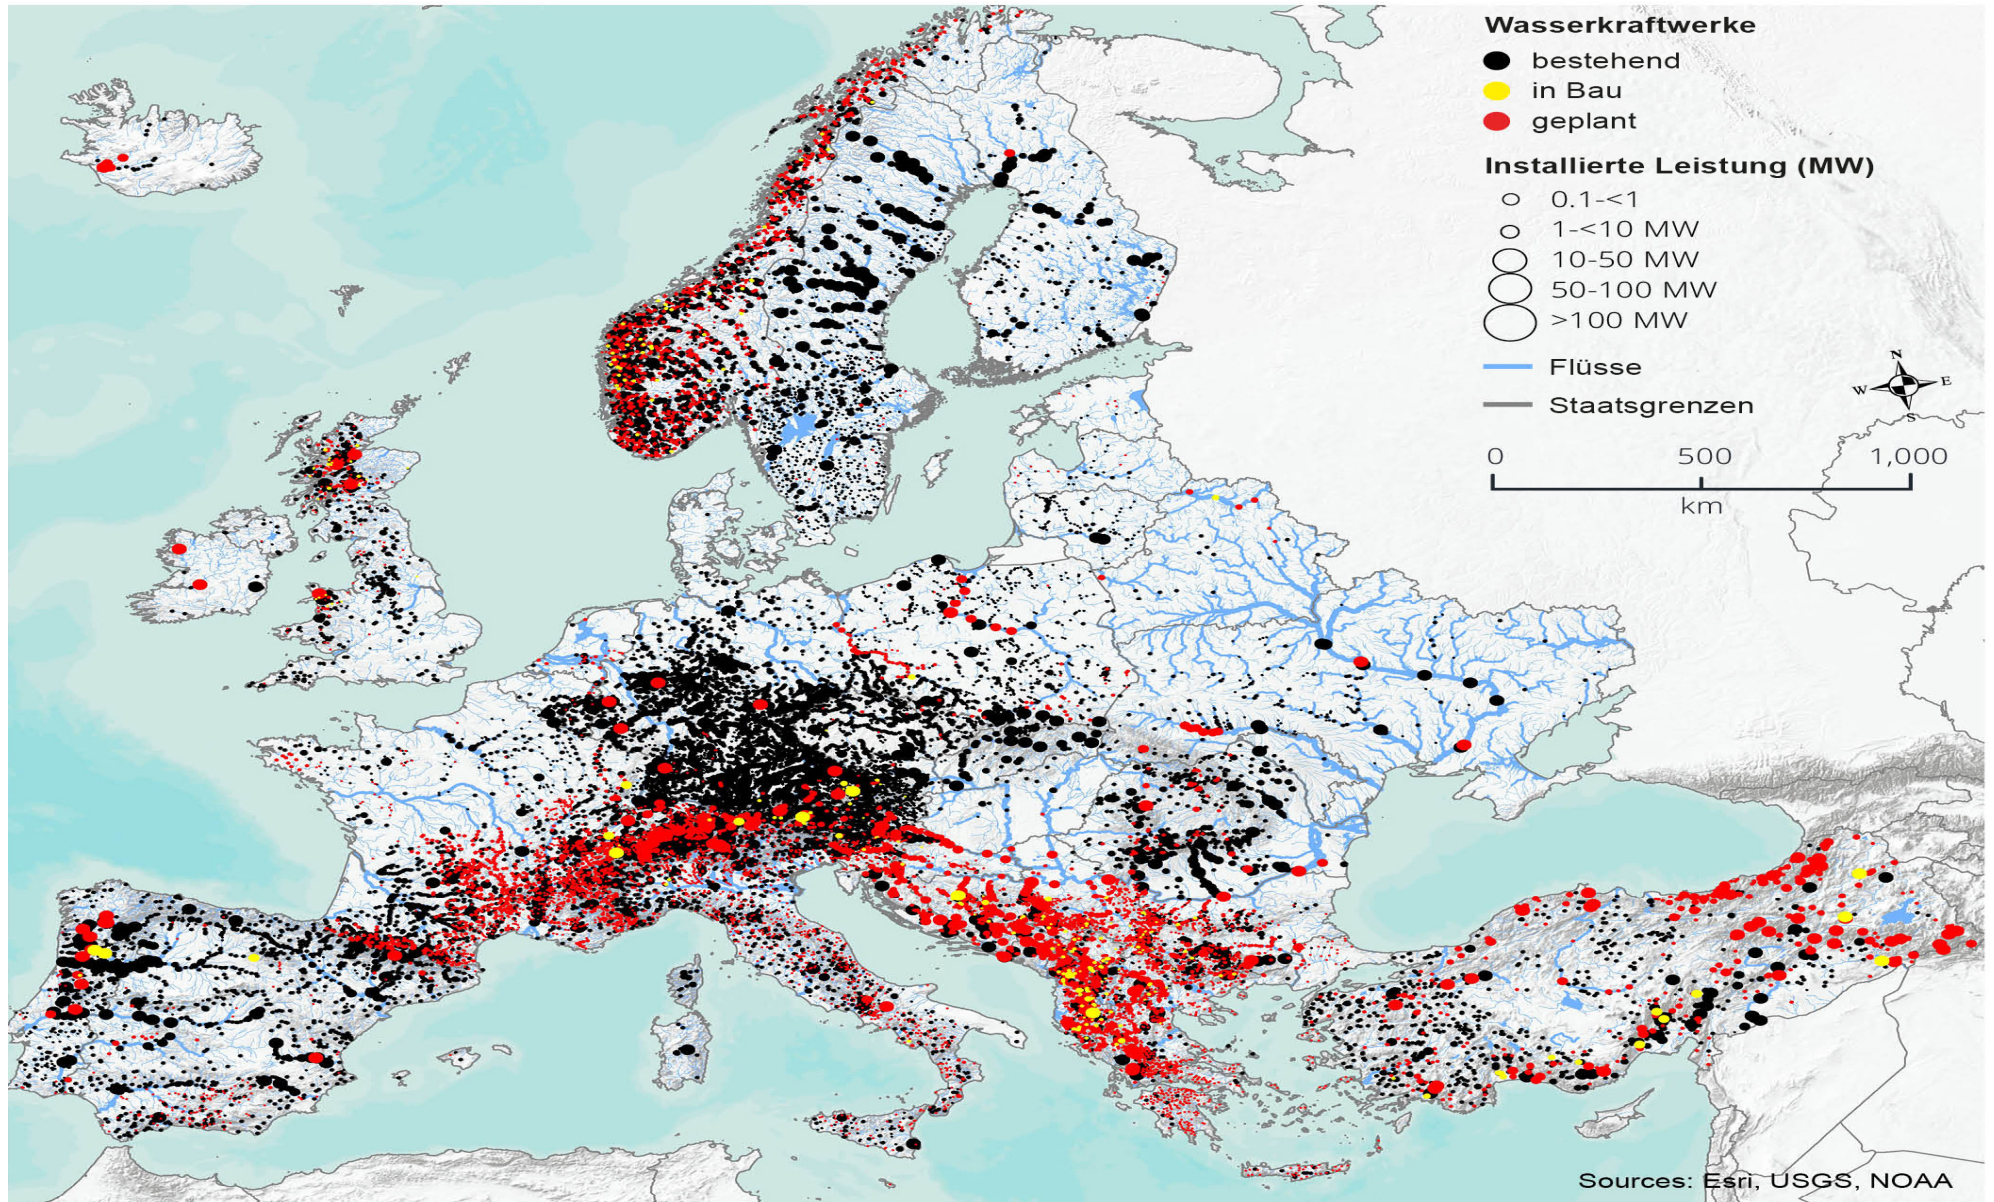 Wasserkraftwerke
bestehend
in Bau
geplant
Installierte Leistung (MW)
0.1-<1
1-<10 MW
10-50 MW
50-100 MW
>100 MW
Flüsse
Staatsgrenzen
N
W E
S
0 500 1,000
km
Sources: Esri, USGS, NOAA